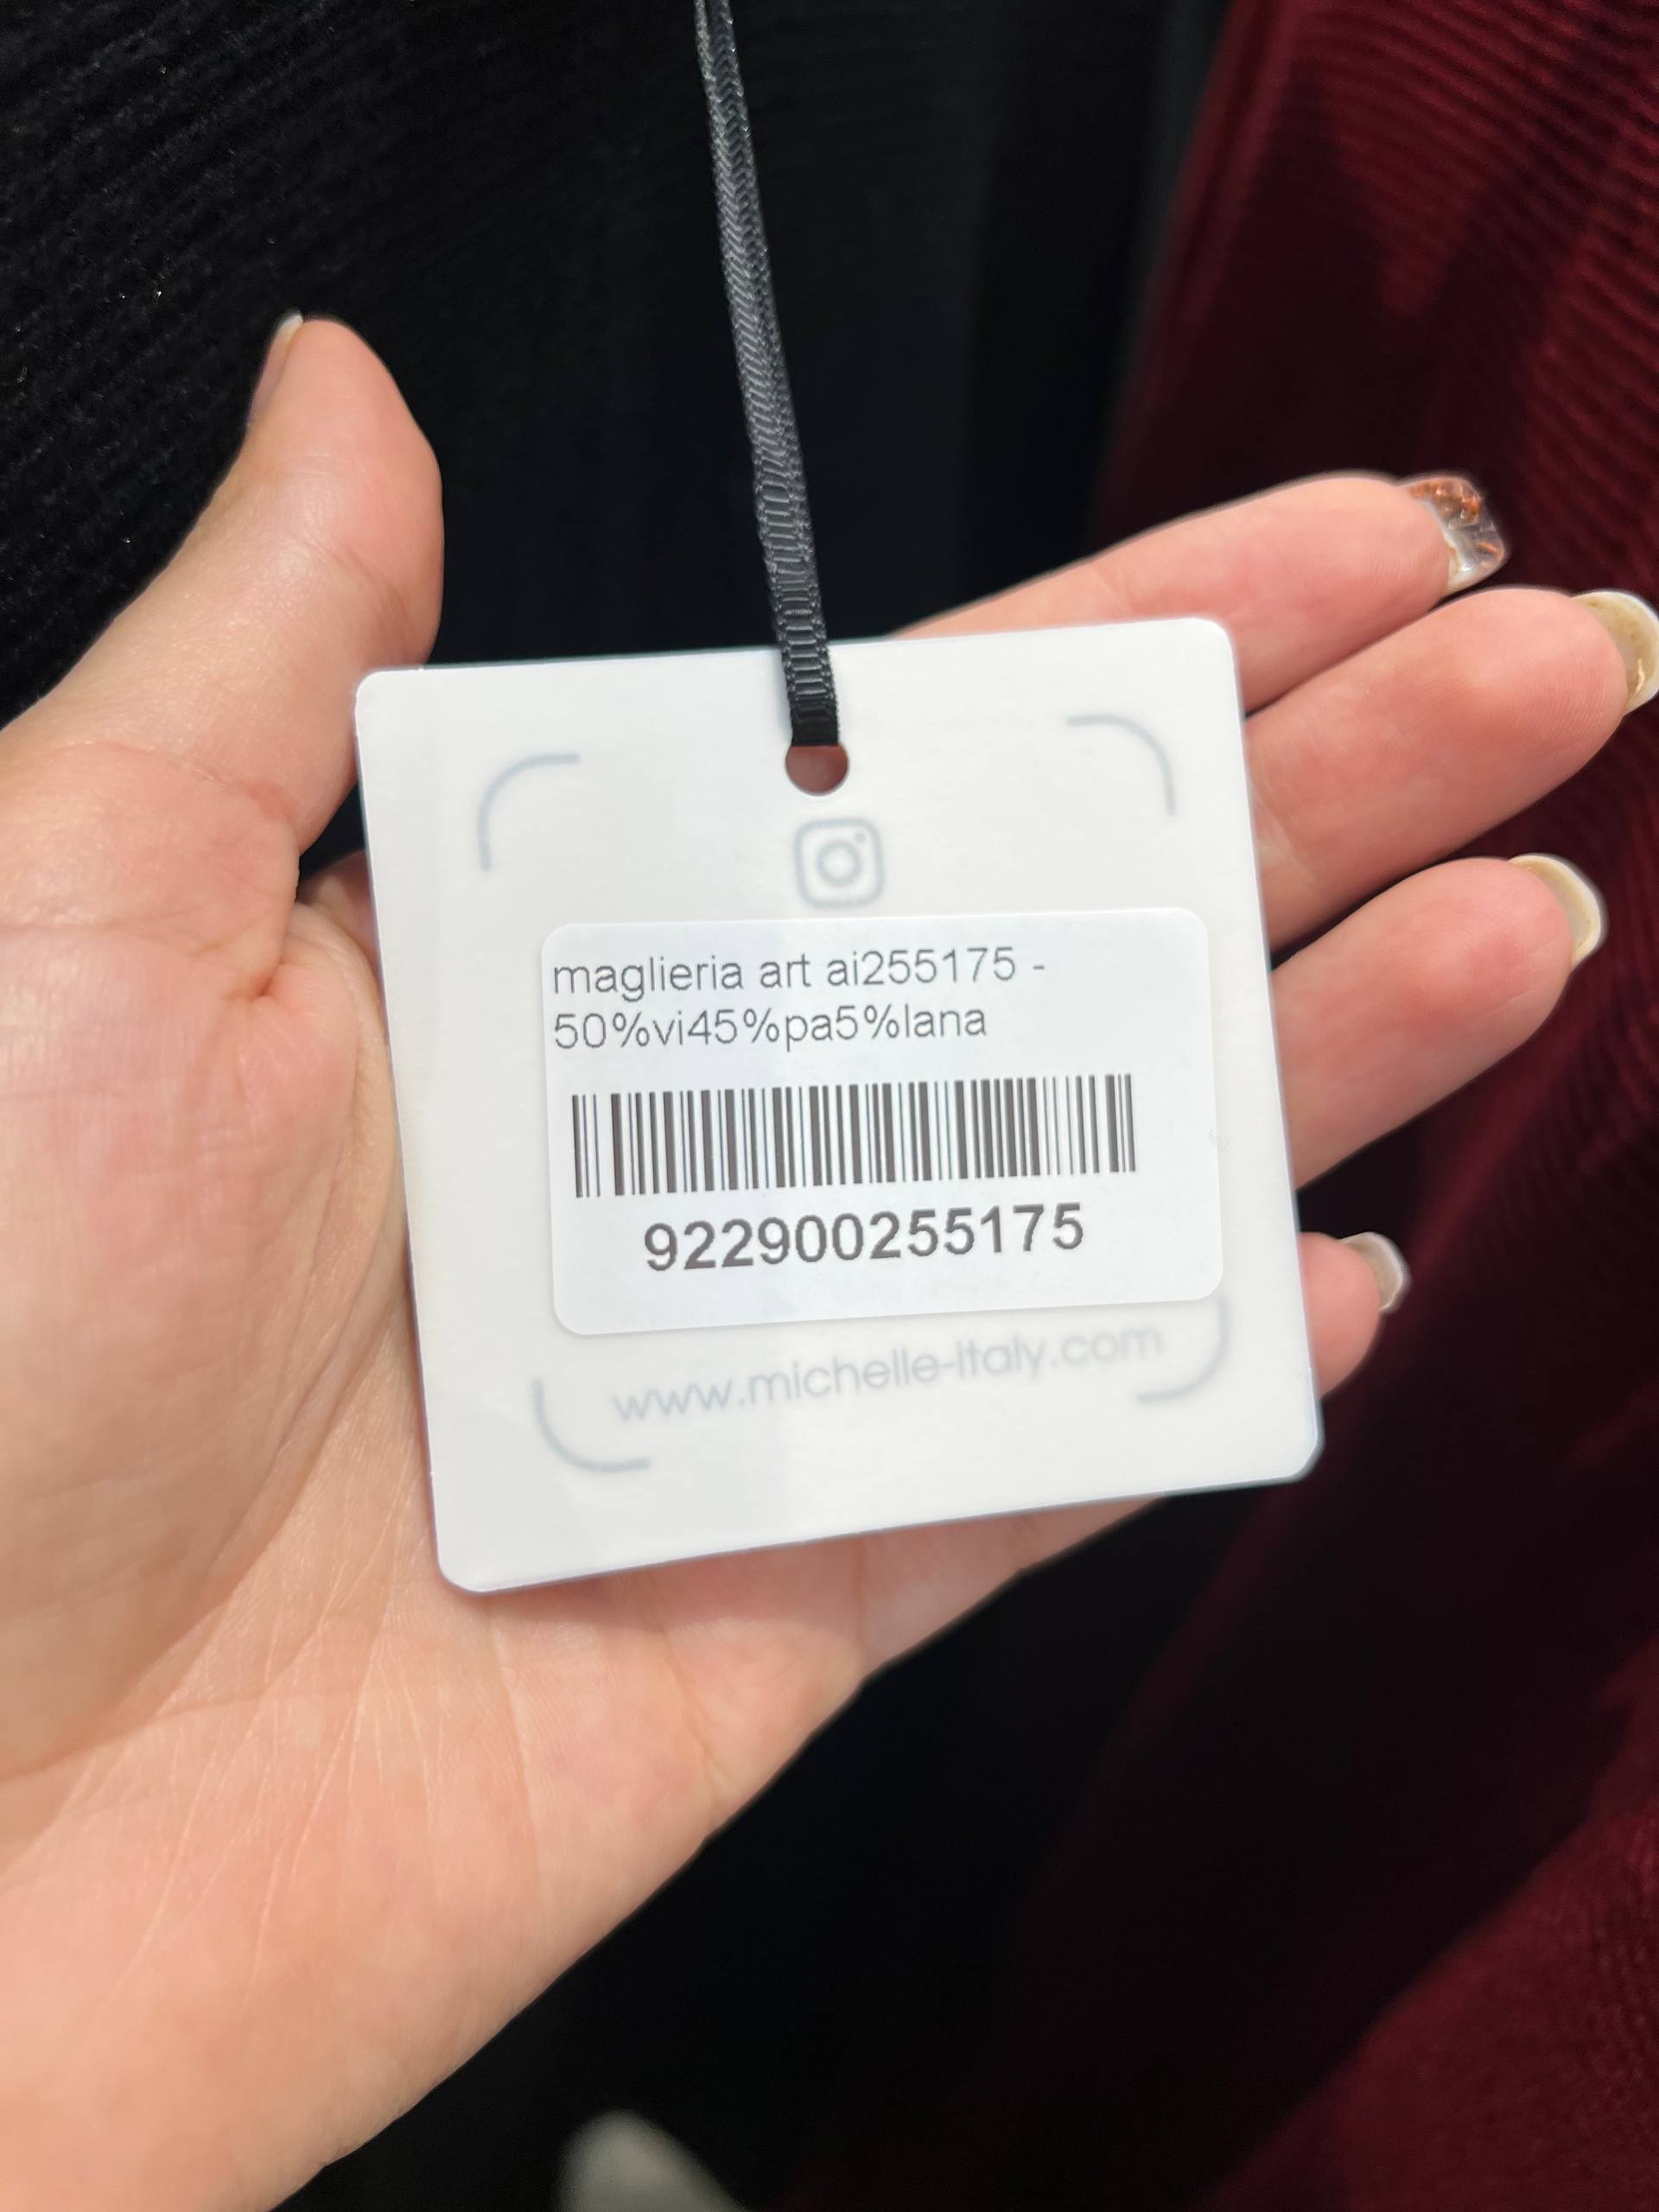 maglieria art ai255175 -
50%vi45%pa5%lana
922900255175
www.michelle-italy.com